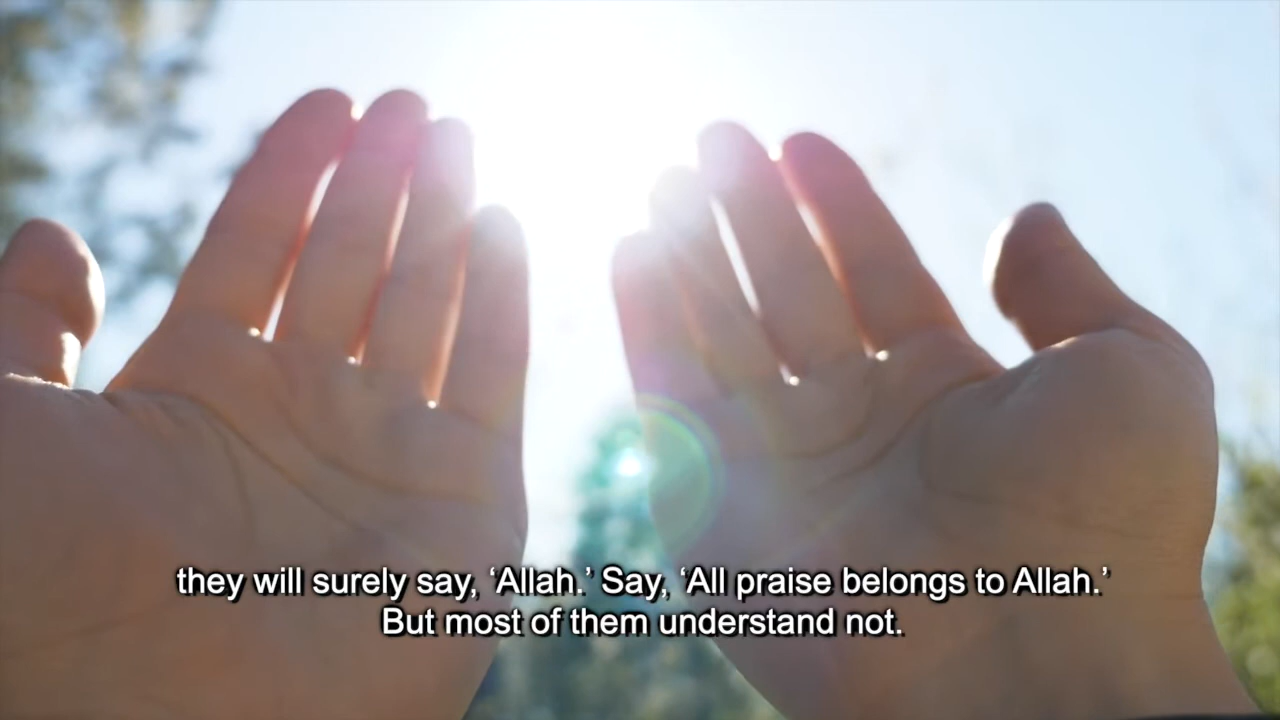 they will surely say, ‘Allah.’ Say, ‘All praise belongs to Allah.’
But most of them understand not.